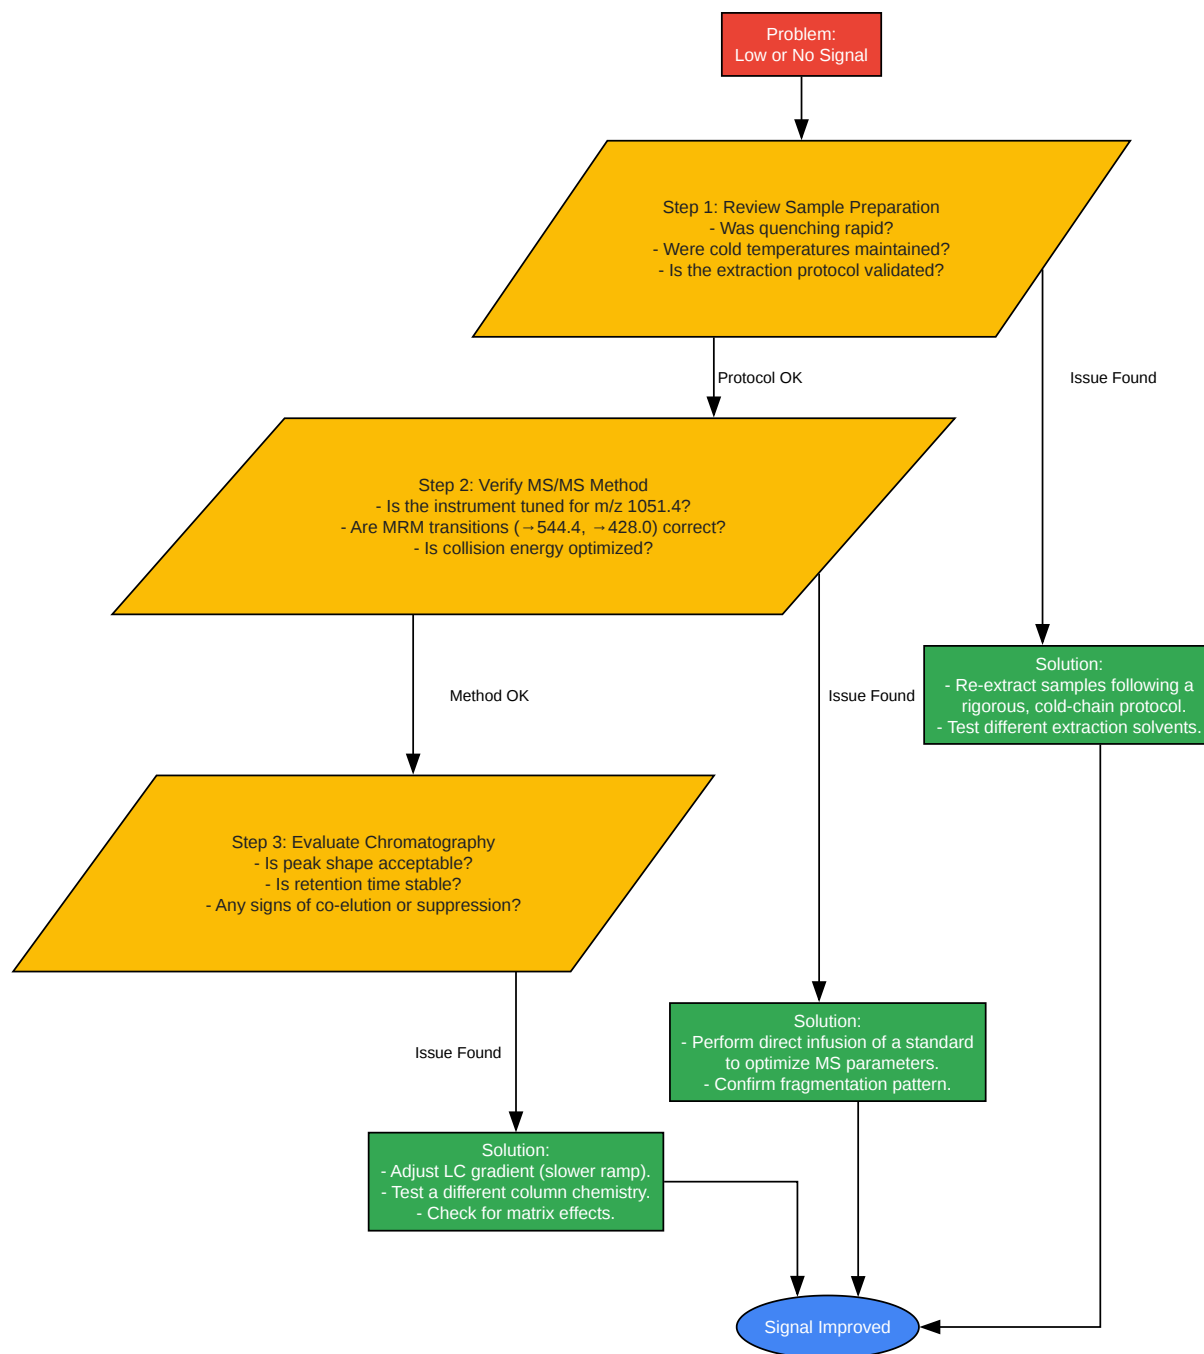 Problem:
Low or No Signal
Step 1: Review Sample Preparation
- Was quenching rapid?
- Were cold temperatures maintained?
- Is the extraction protocol validated?
Protocol OK
Issue Found
Step 2: Verify MS/MS Method
- Is the instrument tuned for m/z 1051.4?
- Are MRM transitions (→544.4, →428.0) correct?
- Is collision energy optimized?
Method OK
Issue Found
Solution:
- Re-extract samples following a
rigorous, cold-chain protocol.
- Test different extraction solvents.
Step 3: Evaluate Chromatography
- Is peak shape acceptable?
- Is retention time stable?
- Any signs of co-elution or suppression?
Issue Found
Solution:
- Perform direct infusion of a standard
to optimize MS parameters.
- Confirm fragmentation pattern.
Solution:
- Adjust LC gradient (slower ramp).
- Test a different column chemistry.
- Check for matrix effects.
Signal Improved